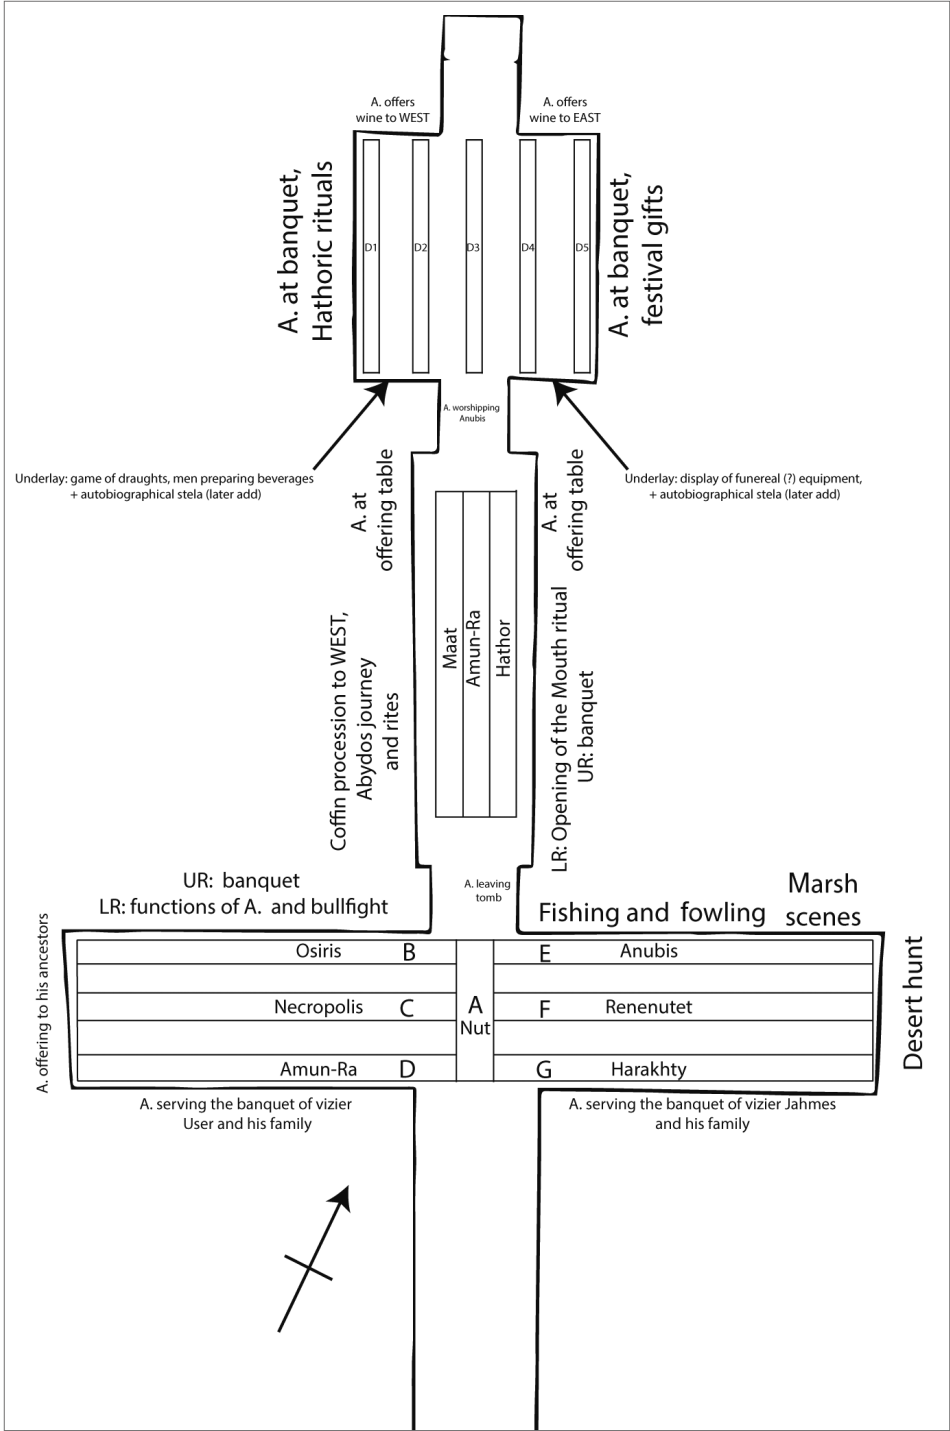 A. offers
wine to WEST
A. offers
wine to EAST
A. at banquet,
Hathoric rituals
D1
D2
D3
D4
D5
A. at banquet,
festival gifts
A. worshipping
Anubis
Underlay: game of draughts, men preparing beverages
+ autobiographical stela (later add)
Underlay: display of funereal (?) equipment,
+ autobiographical stela (later add)
A. at
offering table
A. at
offering table
Coffin procession to WEST,
Abydos journey
and rites
Maat
Amun-Ra
Hathor
LR: Opening of the Mouth ritual
UR: banquet
UR: banquet
LR: functions of A. and bullfight
A. leaving
tomb
Fishing and fowling
Marsh
scenes
A. offering to his ancestors
Osiris B
E Anubis
Necropolis C
A
Nut
F Renenutet
Amun-Ra D
G Harakhty
Desert hunt
A. serving the banquet of vizier
User and his family
A. serving the banquet of vizier Jahmes
and his family